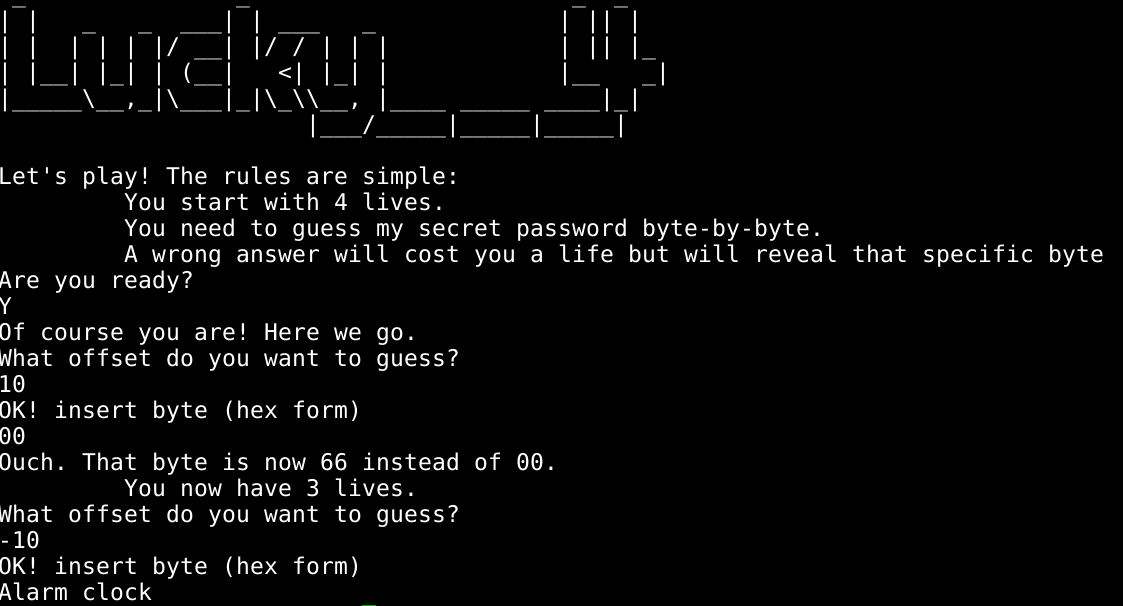 Lucky 4
Let's play! The rules are simple:
You start with 4 lives.
You need to guess my secret password byte-by-byte.
A wrong answer will cost you a life but will reveal that specific byte
Are you ready?
Y
Of course you are! Here we go.
What offset do you want to guess?
10
OK! insert byte (hex form)
00
Ouch. That byte is now 66 instead of 00.
You now have 3 lives.
What offset do you want to guess?
-10
OK! insert byte (hex form)
Alarm clock